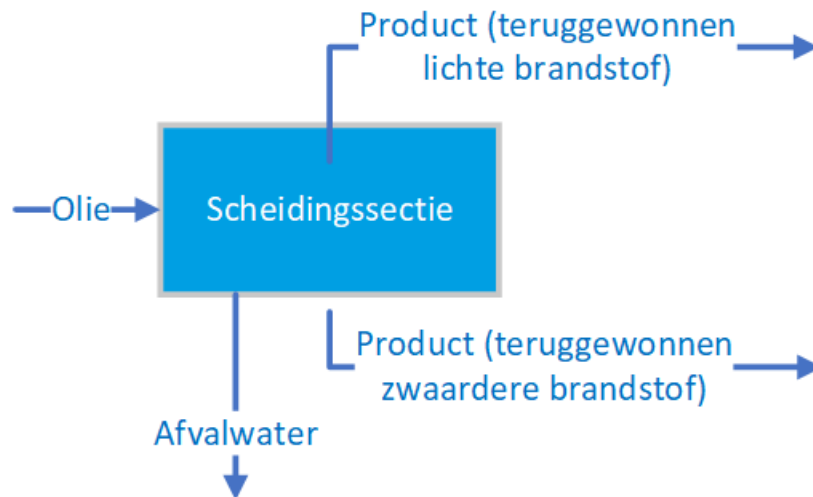 Product (teruggewonnen
lichte brandstof)
Olie
Scheidingssectie
Product (teruggewonnen
zwaardere brandstof)
Afvalwater